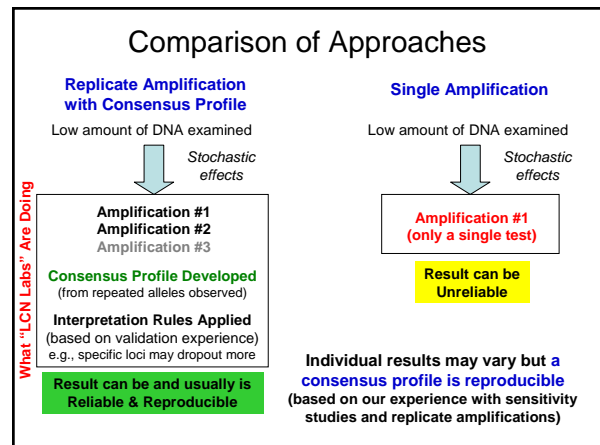 Comparison of Approaches
Replicate Amplification
with Consensus Profile
Low amount of DNA examined
Stochastic
effects
What "LCN Labs" Are Doing
Amplification #1
Amplification #2
Amplification #3
Consensus Profile Developed
(from repeated alleles observed)
Interpretation Rules Applied
(based on validation experience)
e.g., specific loci may dropout more
Result can be and usually is
Reliable & Reproducible
Single Amplification
Low amount of DNA examined
Stochastic
effects
Amplification #1
(only a single test)
Result can be
Unreliable
Individual results may vary but a
consensus profile is reproducible
(based on our experience with sensitivity
studies and replicate amplifications)